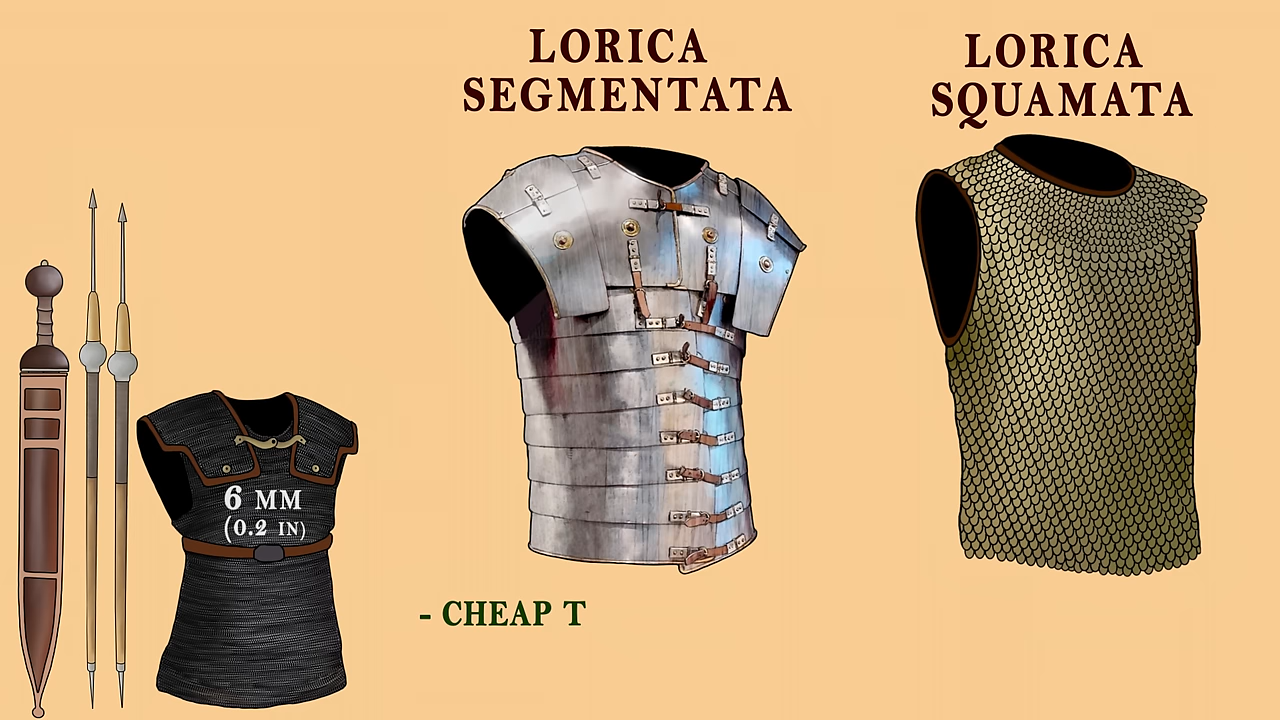 LORICA
SEGMENTATA
LORICA
SQUAMATA
6 MM
(0.2 IN)
- CHEAP T